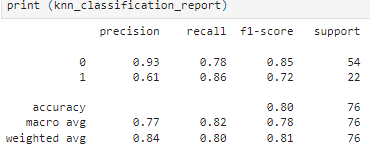 print (knn_classification_report)
precision recall f1-score support
0 0.93 0.78 0.85 54
1 0.61 0.86 0.72 22
accuracy 0.80 76
macro avg 0.77 0.82 0.78 76
weighted avg 0.84 0.80 0.81 76